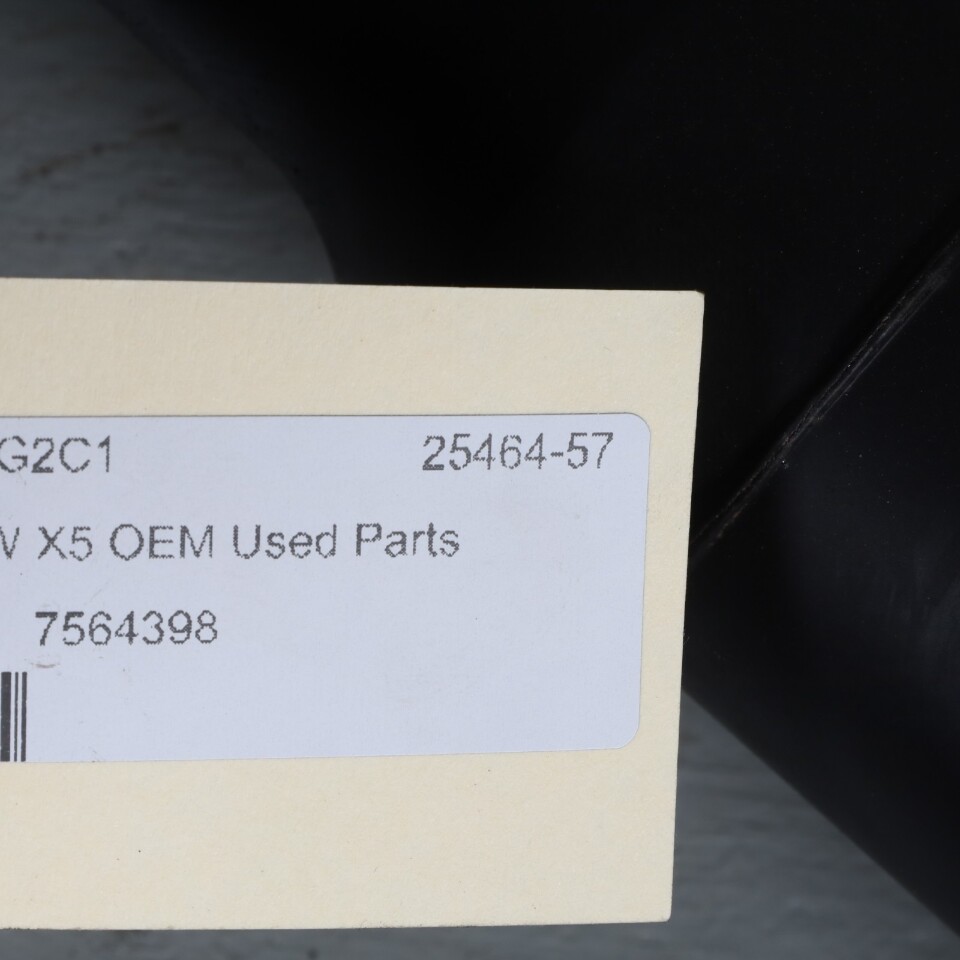 G2C1 25464-57
X5 OEM Used Parts
7564398